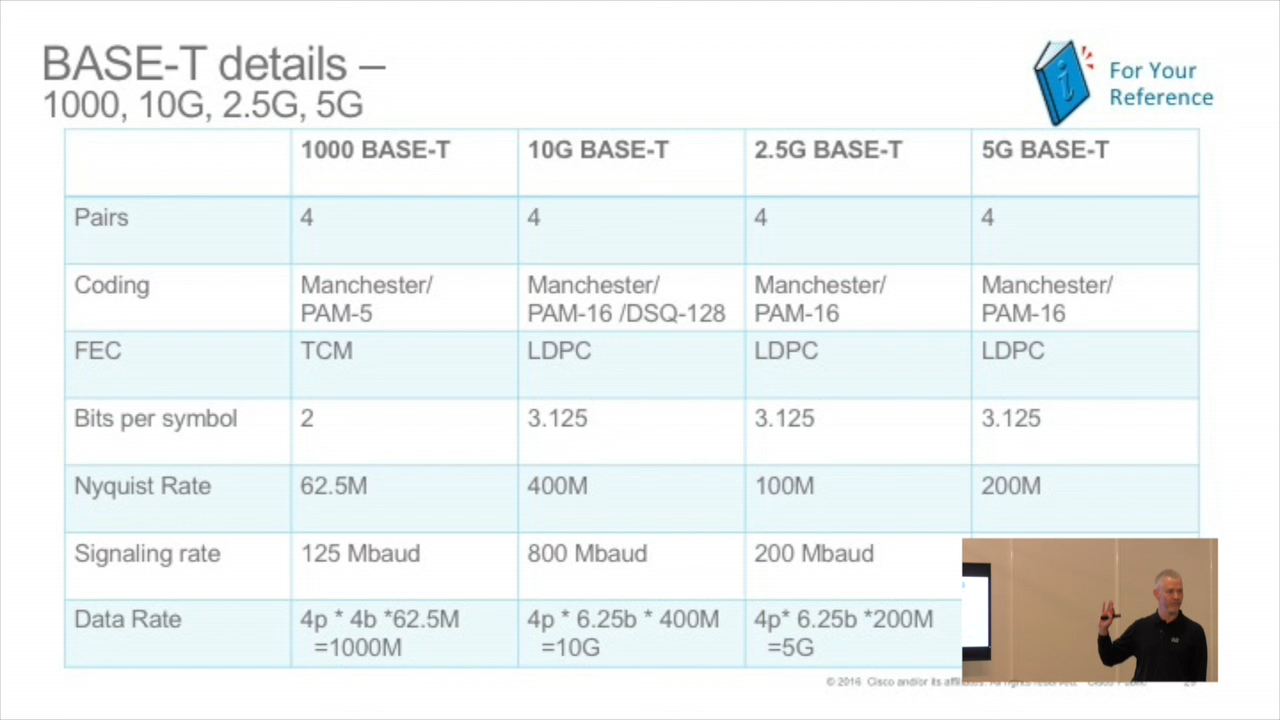 BASE-T details –
1000, 10G, 2.5G, 5G
For Your
Reference
1000 BASE-T 10G BASE-T 2.5G BASE-T 5G BASE-T
Pairs 4 4 4 4
Coding Manchester/ Manchester/ Manchester/ Manchester/
PAM-5 PAM-16 /DSQ-128 PAM-16 PAM-16
FEC TCM LDPC LDPC LDPC
Bits per symbol 2 3.125 3.125 3.125
Nyquist Rate 62.5M 400M 100M 200M
Signaling rate 125 Mbaud 800 Mbaud 200 Mbaud
Data Rate 4p * 4b *62.5M 4p * 6.25b * 400M 4p* 6.25b *200M
=1000M =10G =5G
© 2016 Cisco and/or its